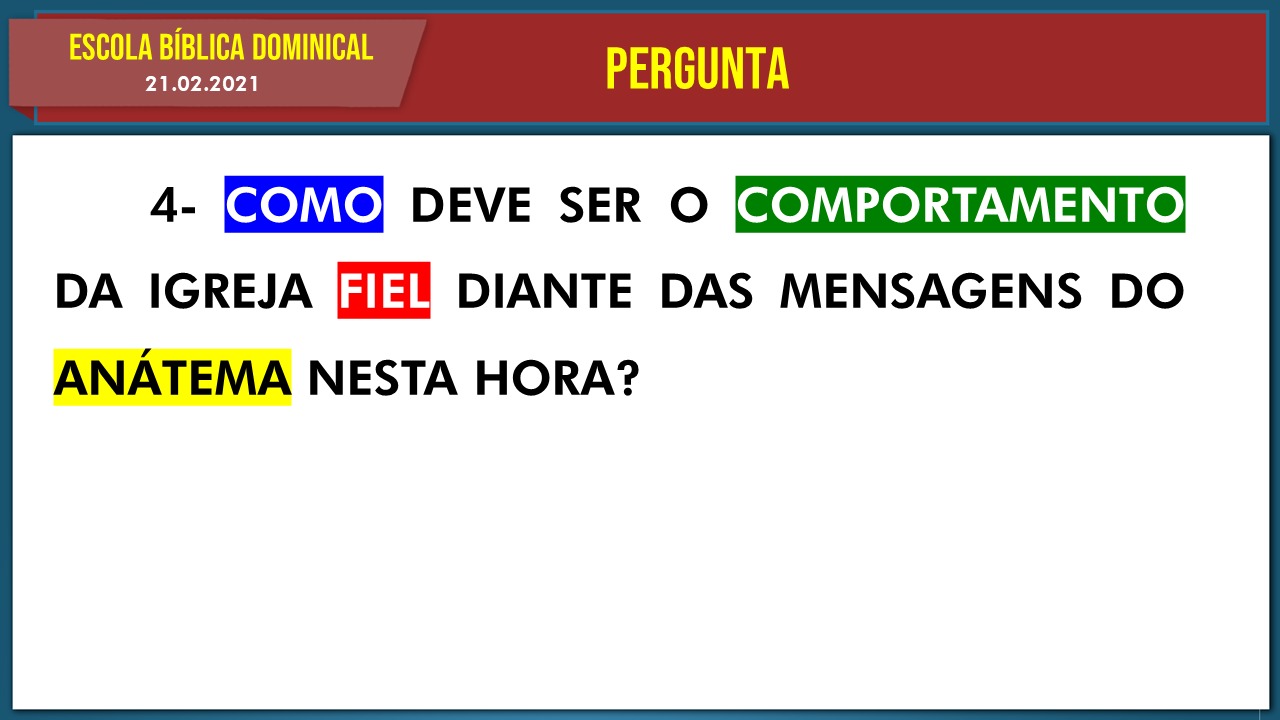 ESCOLA BÍBLICA DOMINICAL
21.02.2021
PERGUNTA
4- COMO DEVE SER O COMPORTAMENTO
DA IGREJA FIEL DIANTE DAS MENSAGENS DO
ANÁTEMA NESTA HORA?